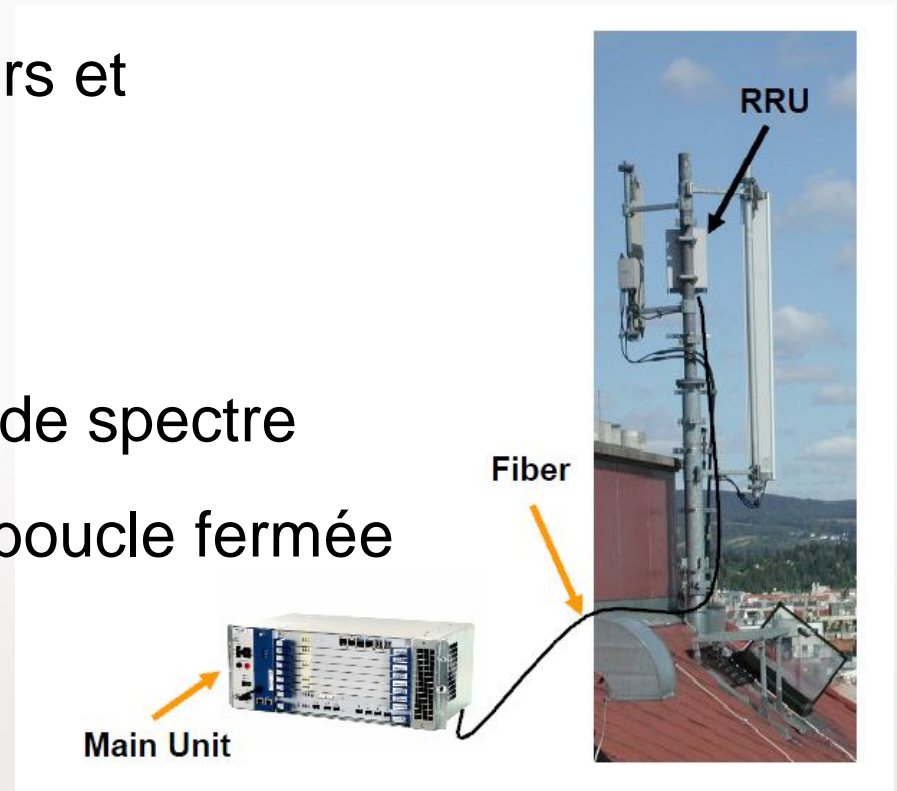 rs et
RRU
de spectre
Fiber
boucle fermée
Main Unit